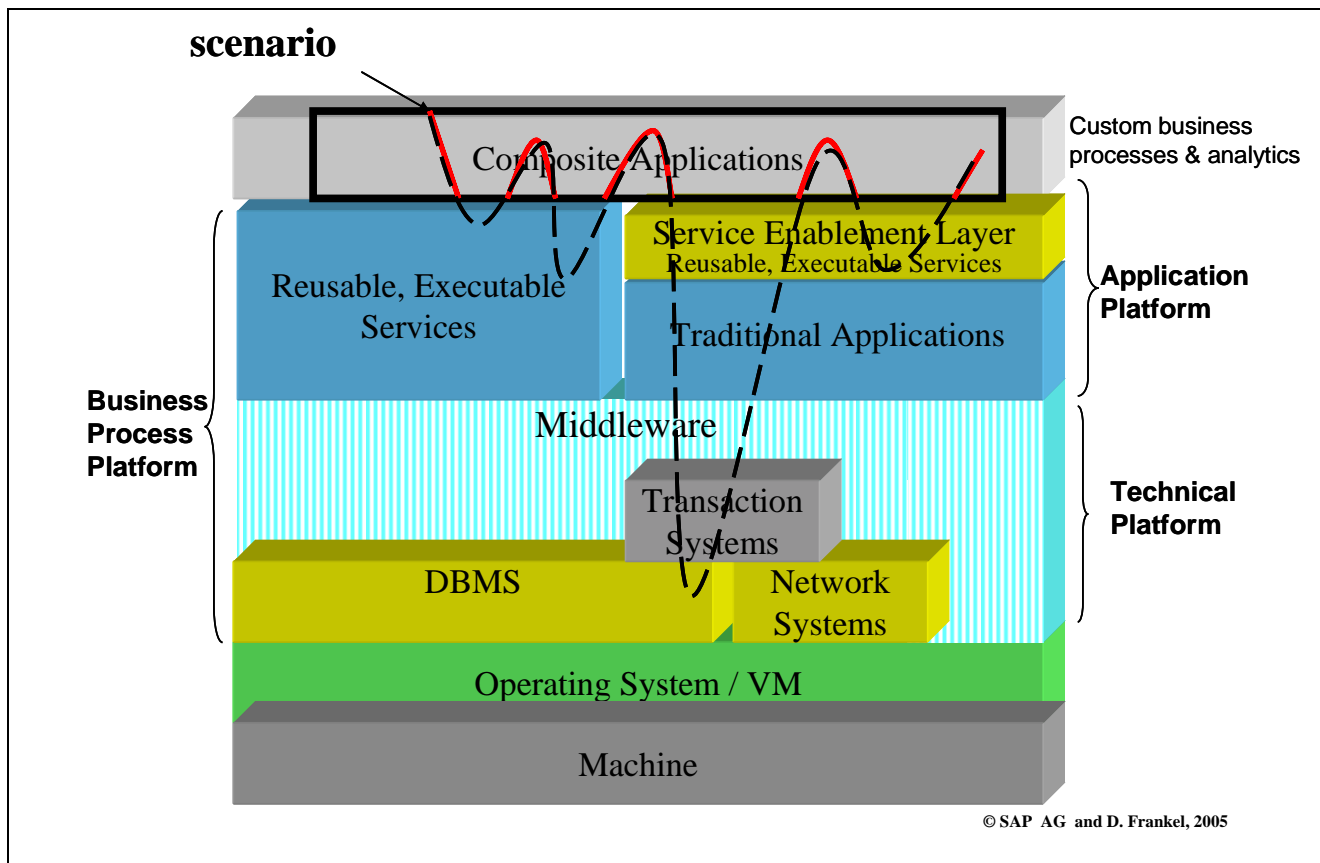 scenario
Custom business
processes & analytics
Composite Applications
Service Enablement Layer
Reusable, Executable Services
Reusable, Executable
Services
Traditional Applications
Application
Platform
Business
Process
Platform
Middleware
Transaction
Systems
Technical
Platform
DBMS
Network
Systems
Operating System / VM
Machine
© SAP AG and D. Frankel, 2005